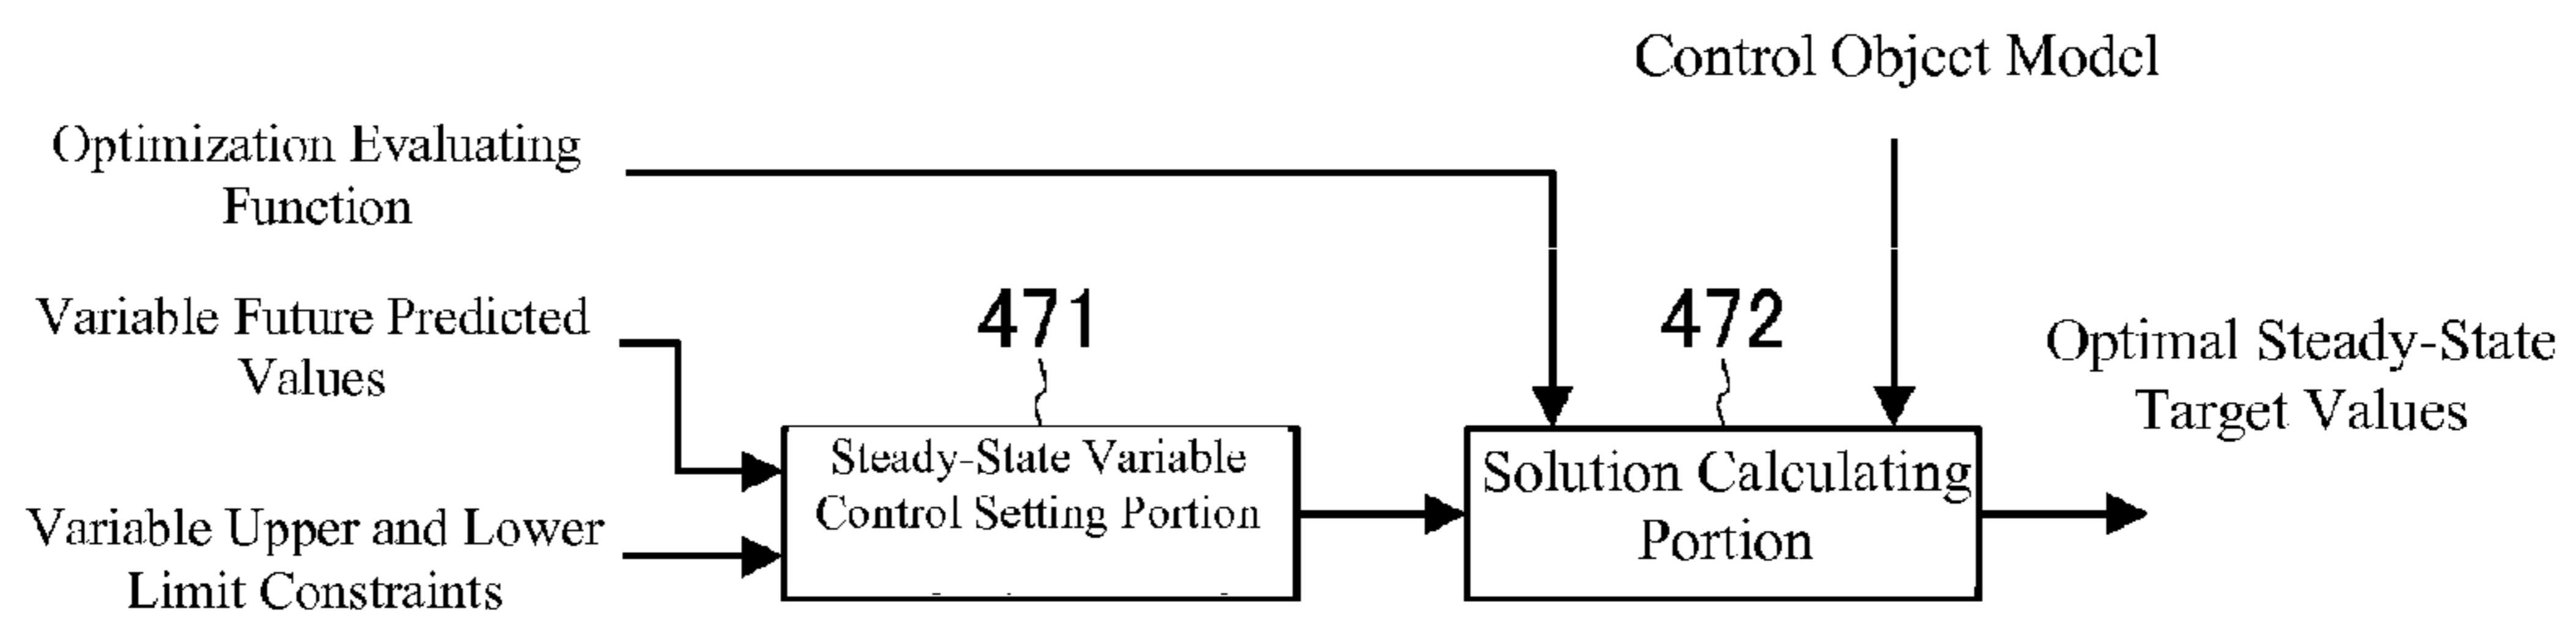 Control Object Model
Optimization Evaluating
Function
Variable Future Predicted
Values
471
472
Optimal Steady-State
Target Values
Steady-State Variable
Control Setting Portion
Solution Calculating
Portion
Variable Upper and Lower
Limit Constraints